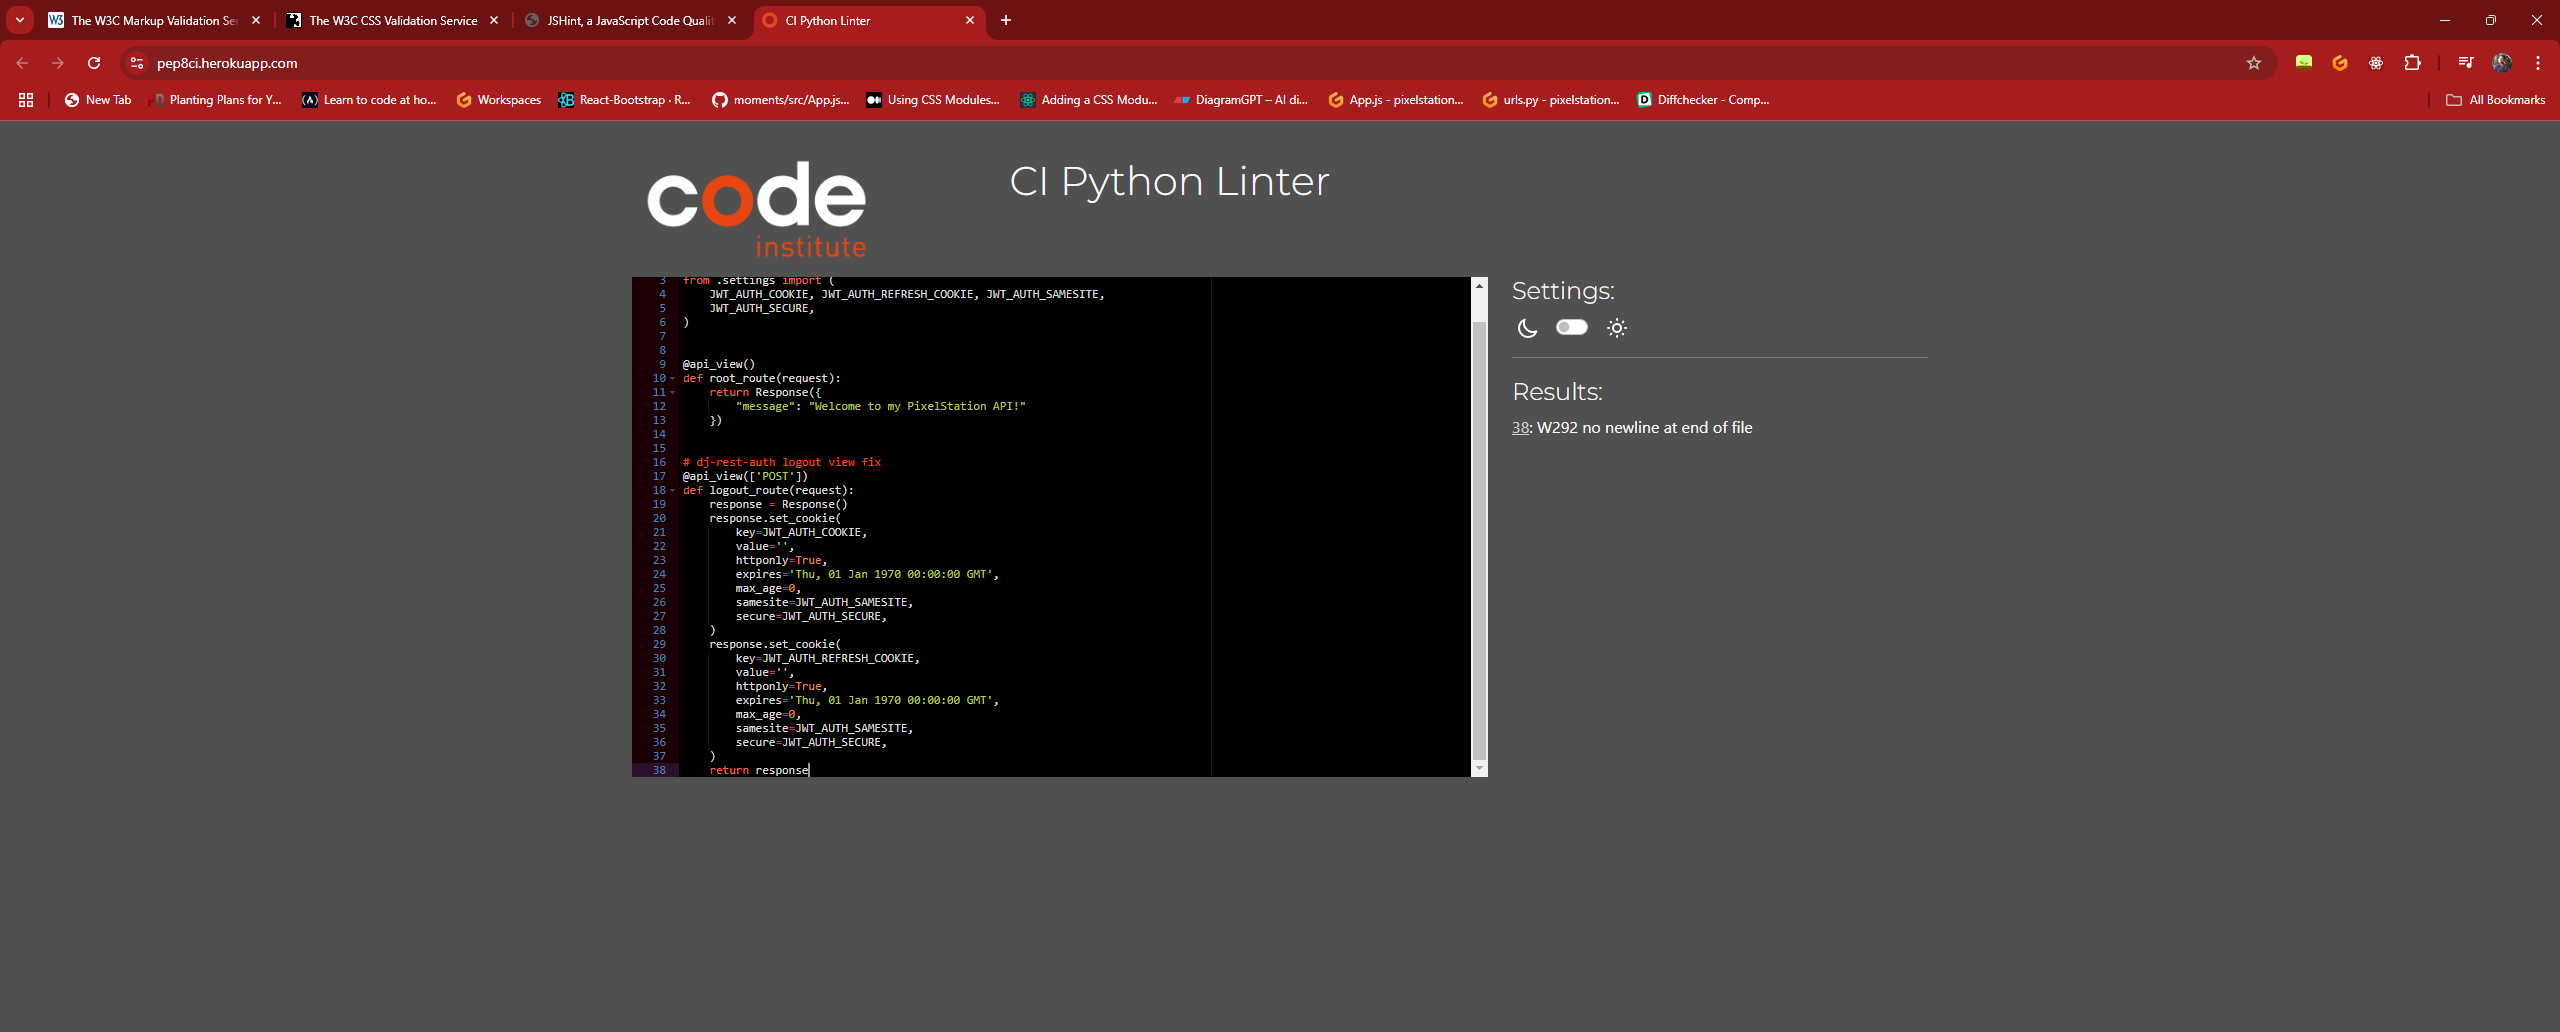 The W3C Markup Validation Se
The W3C CSS Validation Service
JSHint, a JavaScript Code Qualit
CI Python Linter
pep8ci.herokuapp.com
New Tab
Planting Plans for Y...
Learn to code at ho...
Workspaces
React-Bootstrap · R...
moments/src/App.js...
Using CSS Modules...
Adding a CSS Modu...
DiagramGPT – AI di...
App.js - pixelstation...
urls.py - pixelstation...
Diffchecker - Comp...
All Bookmarks
code
institute
CI Python Linter
3 from .settings import (
4     JWT_AUTH_COOKIE, JWT_AUTH_REFRESH_COOKIE, JWT_AUTH_SAMESITE,
5     JWT_AUTH_SECURE,
6 )
7
8
9 @api_view()
10 def root_route(request):
11     return Response({
12         "message": "Welcome to my PixelStation API!"
13     })
14
15
16 # dj-rest-auth logout view fix
17 @api_view(['POST'])
18 def logout_route(request):
19     response = Response()
20     response.set_cookie(
21         key=JWT_AUTH_COOKIE,
22         value='',
23         httponly=True,
24         expires='Thu, 01 Jan 1970 00:00:00 GMT',
25         max_age=0,
26         samesite=JWT_AUTH_SAMESITE,
27         secure=JWT_AUTH_SECURE,
28     )
29     response.set_cookie(
30         key=JWT_AUTH_REFRESH_COOKIE,
31         value='',
32         httponly=True,
33         expires='Thu, 01 Jan 1970 00:00:00 GMT',
34         max_age=0,
35         samesite=JWT_AUTH_SAMESITE,
36         secure=JWT_AUTH_SECURE,
37     )
38     return response
Settings:
Results:
38: W292 no newline at end of file